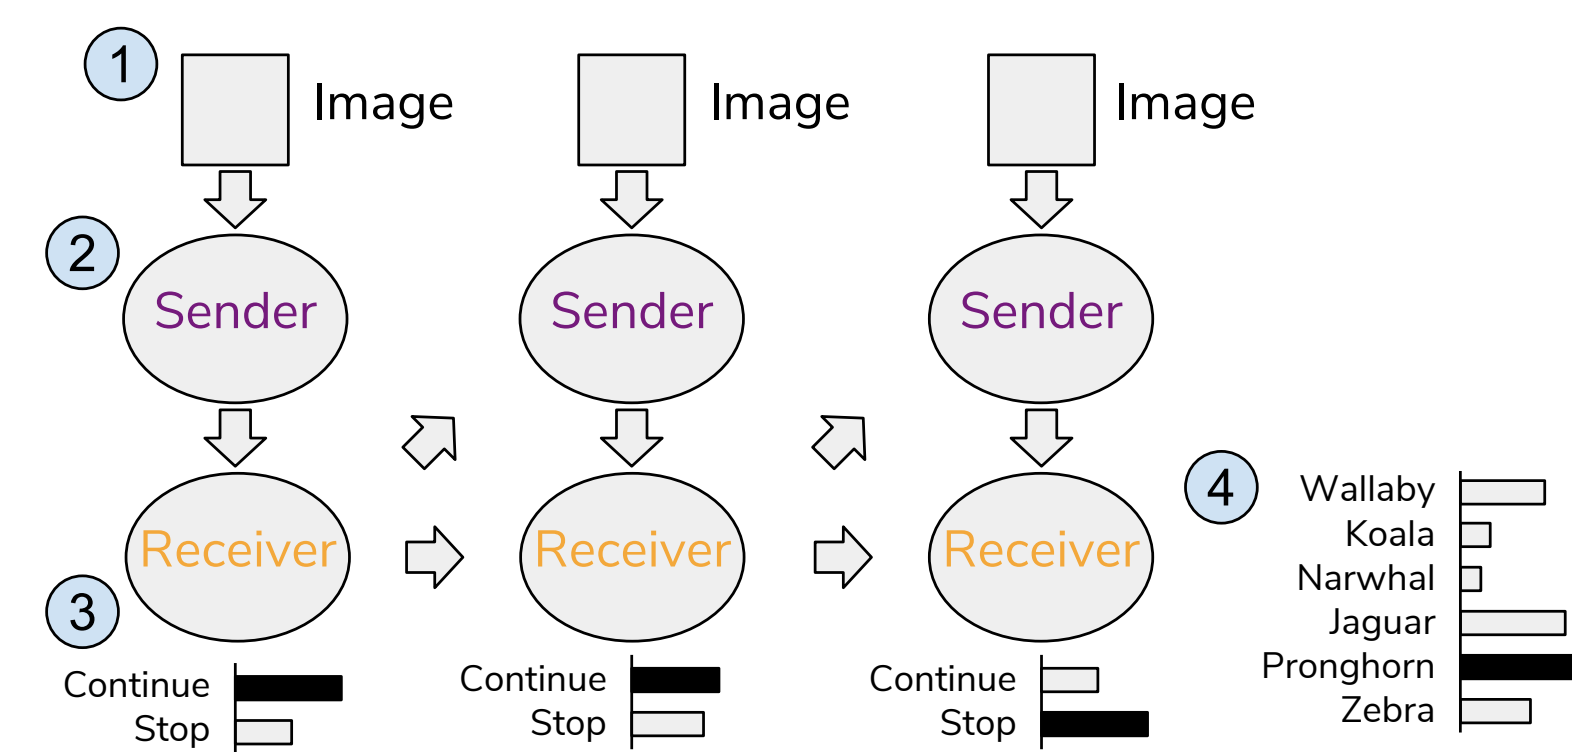 1
Image
Image
Image
2
Sender
Sender
Sender
Receiver
Receiver
Receiver
3
Continue
Stop
Continue
Stop
Continue
Stop
4
Wallaby
Koala
Narwhal
Jaguar
Pronghorn
Zebra